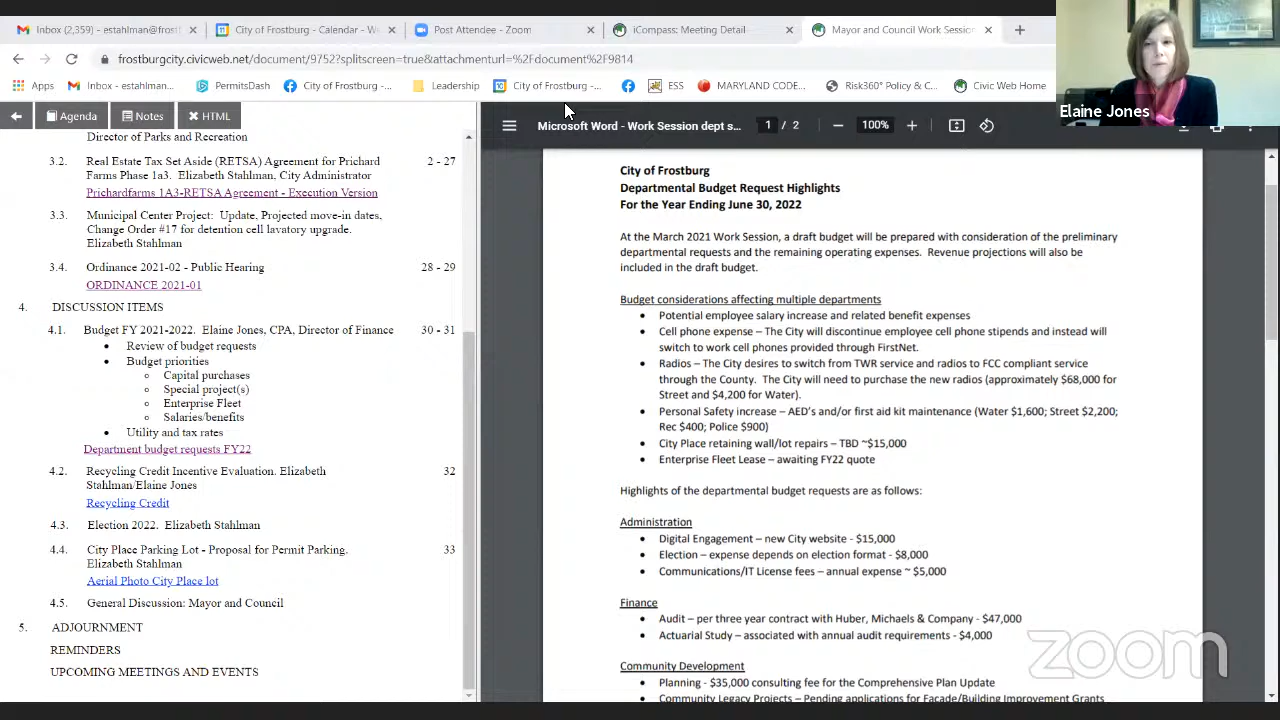 Inbox (2,359) - estahlman@frost
City of Frostburg - Calendar - W
Post Attendee - Zoom
iCompass: Meeting Detail
Mayor and Council Work Session
frostburgcity.civicweb.net/document/9752?splitscreen=true&attachmenturl=%2Fdocument%2F9814
Apps
Inbox - estahlman...
PermitsDash
City of Frostburg (...
Leadership
City of Frostburg -...
ESS
MARYLAND CODE...
Risk360° Policy & C...
Civic Web Home
Elaine Jones
Agenda
Notes
HTML
Microsoft Word - Work Session dept s...
1 / 2
100%
Director of Parks and Recreation
3.2. Real Estate Tax Set Aside (RETSA) Agreement for Prichard 2 - 27
Farms Phase 1a3. Elizabeth Stahlman, City Administrator
Prichardfarms 1A3-RETSA Agreement - Execution Version
3.3. Municipal Center Project: Update, Projected move-in dates,
Change Order #17 for detention cell lavatory upgrade.
Elizabeth Stahlman
3.4. Ordinance 2021-02 - Public Hearing 28 - 29
ORDINANCE 2021-01
4. DISCUSSION ITEMS
4.1. Budget FY 2021-2022. Elaine Jones, CPA, Director of Finance 30 - 31
• Review of budget requests
• Budget priorities
○ Capital purchases
○ Special project(s)
○ Enterprise Fleet
○ Salaries/benefits
• Utility and tax rates
Department budget requests FY22
4.2. Recycling Credit Incentive Evaluation. Elizabeth 32
Stahlman/Elaine Jones
Recycling Credit
4.3. Election 2022. Elizabeth Stahlman
4.4. City Place Parking Lot - Proposal for Permit Parking. 33
Elizabeth Stahlman
Aerial Photo City Place lot
4.5. General Discussion: Mayor and Council
5. ADJOURNMENT
REMINDERS
UPCOMING MEETINGS AND EVENTS
City of Frostburg
Departmental Budget Request Highlights
For the Year Ending June 30, 2022
At the March 2021 Work Session, a draft budget will be prepared with consideration of the preliminary
departmental requests and the remaining operating expenses. Revenue projections will also be
included in the draft budget.
Budget considerations affecting multiple departments
• Potential employee salary increase and related benefit expenses
• Cell phone expense – The City will discontinue employee cell phone stipends and instead will
switch to work cell phones provided through FirstNet.
• Radios – The City desires to switch from TWR service and radios to FCC compliant service
through the County. The City will need to purchase the new radios (approximately $68,000 for
Street and $4,200 for Water).
• Personal Safety increase – AED's and/or first aid kit maintenance (Water $1,600; Street $2,200;
Rec $400; Police $900)
• City Place retaining wall/lot repairs – TBD ~$15,000
• Enterprise Fleet Lease – awaiting FY22 quote
Highlights of the departmental budget requests are as follows:
Administration
• Digital Engagement – new City website - $15,000
• Election – expense depends on election format - $8,000
• Communications/IT License fees – annual expense ~ $5,000
Finance
• Audit – per three year contract with Huber, Michaels & Company - $47,000
• Actuarial Study – associated with annual audit requirements - $4,000
Community Development
• Planning - $35,000 consulting fee for the Comprehensive Plan Update
• Community Legacy Projects – Pending applications for Facade/Building Improvement Grants
zoom